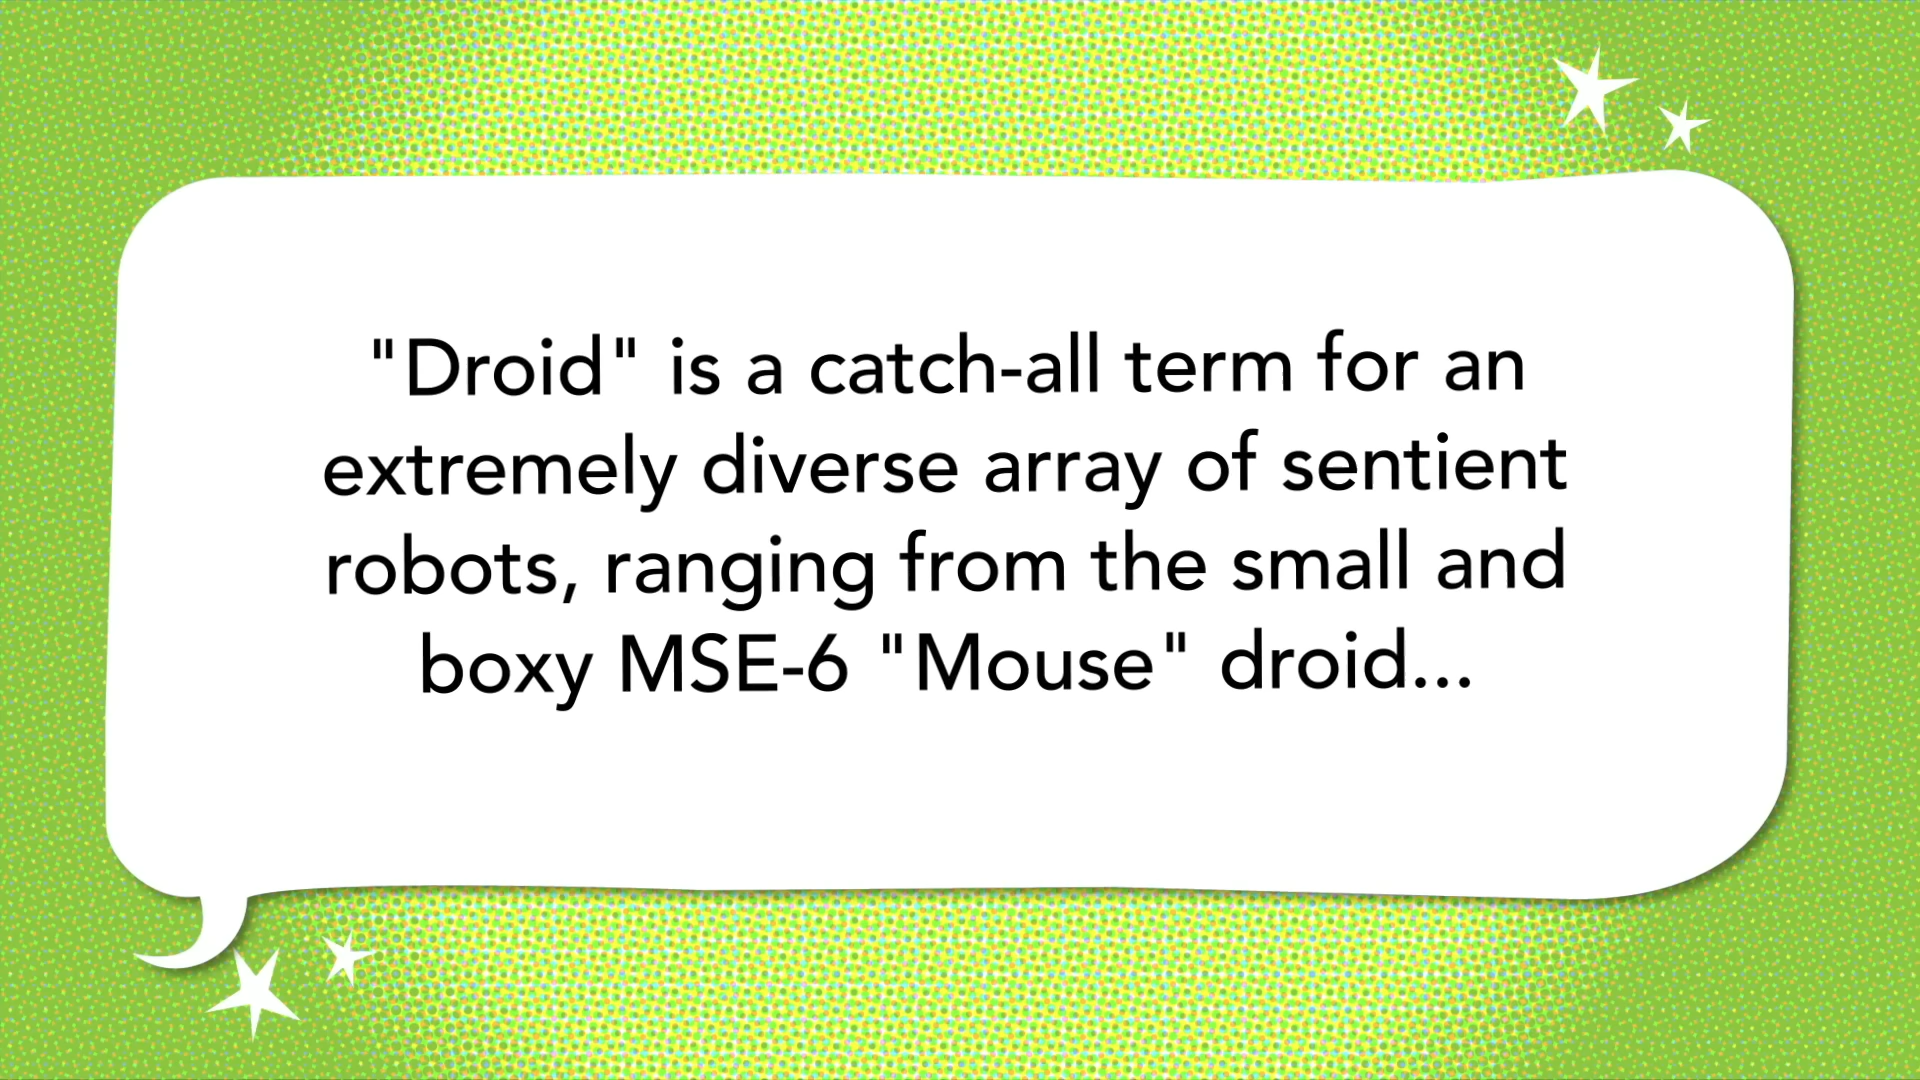 "Droid" is a catch-all term for an
extremely diverse array of sentient
robots, ranging from the small and
boxy MSE-6 "Mouse" droid...